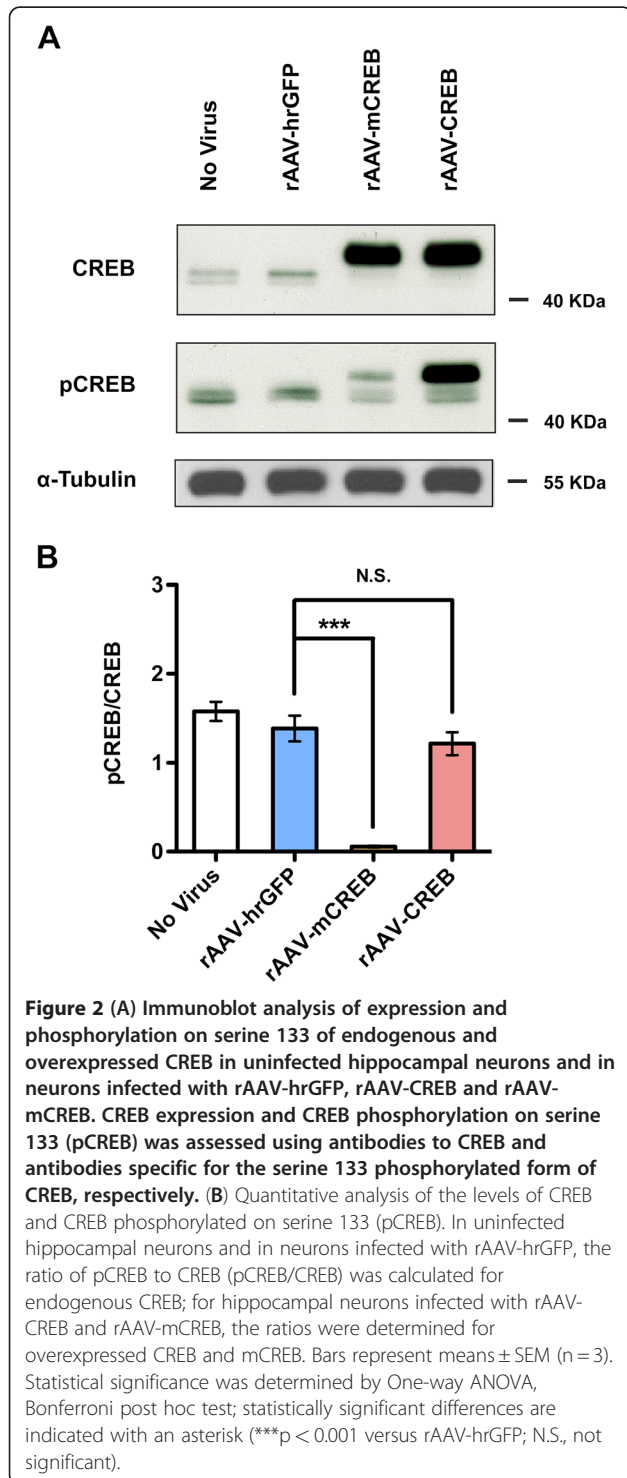 A
No Virus
rAAV-hrGFP
rAAV-mCREB
rAAV-CREB
CREB
40 KDa
pCREB
40 KDa
α-Tubulin
55 KDa
B
N.S.
***
3
2
1
0
pCREB/CREB
No Virus
rAAV-hrGFP
rAAV-mCREB
rAAV-CREB
Figure 2 (A) Immunoblot analysis of expression and
phosphorylation on serine 133 of endogenous and
overexpressed CREB in uninfected hippocampal neurons and in
neurons infected with rAAV-hrGFP, rAAV-CREB and rAAV-
mCREB. CREB expression and CREB phosphorylation on serine
133 (pCREB) was assessed using antibodies to CREB and
antibodies specific for the serine 133 phosphorylated form of
CREB, respectively. (B) Quantitative analysis of the levels of CREB
and CREB phosphorylated on serine 133 (pCREB). In uninfected
hippocampal neurons and in neurons infected with rAAV-hrGFP, the
ratio of pCREB to CREB (pCREB/CREB) was calculated for
endogenous CREB; for hippocampal neurons infected with rAAV-
CREB and rAAV-mCREB, the ratios were determined for
overexpressed CREB and mCREB. Bars represent means ± SEM (n = 3).
Statistical significance was determined by One-way ANOVA,
Bonferroni post hoc test; statistically significant differences are
indicated with an asterisk (***p < 0.001 versus rAAV-hrGFP; N.S., not
significant).